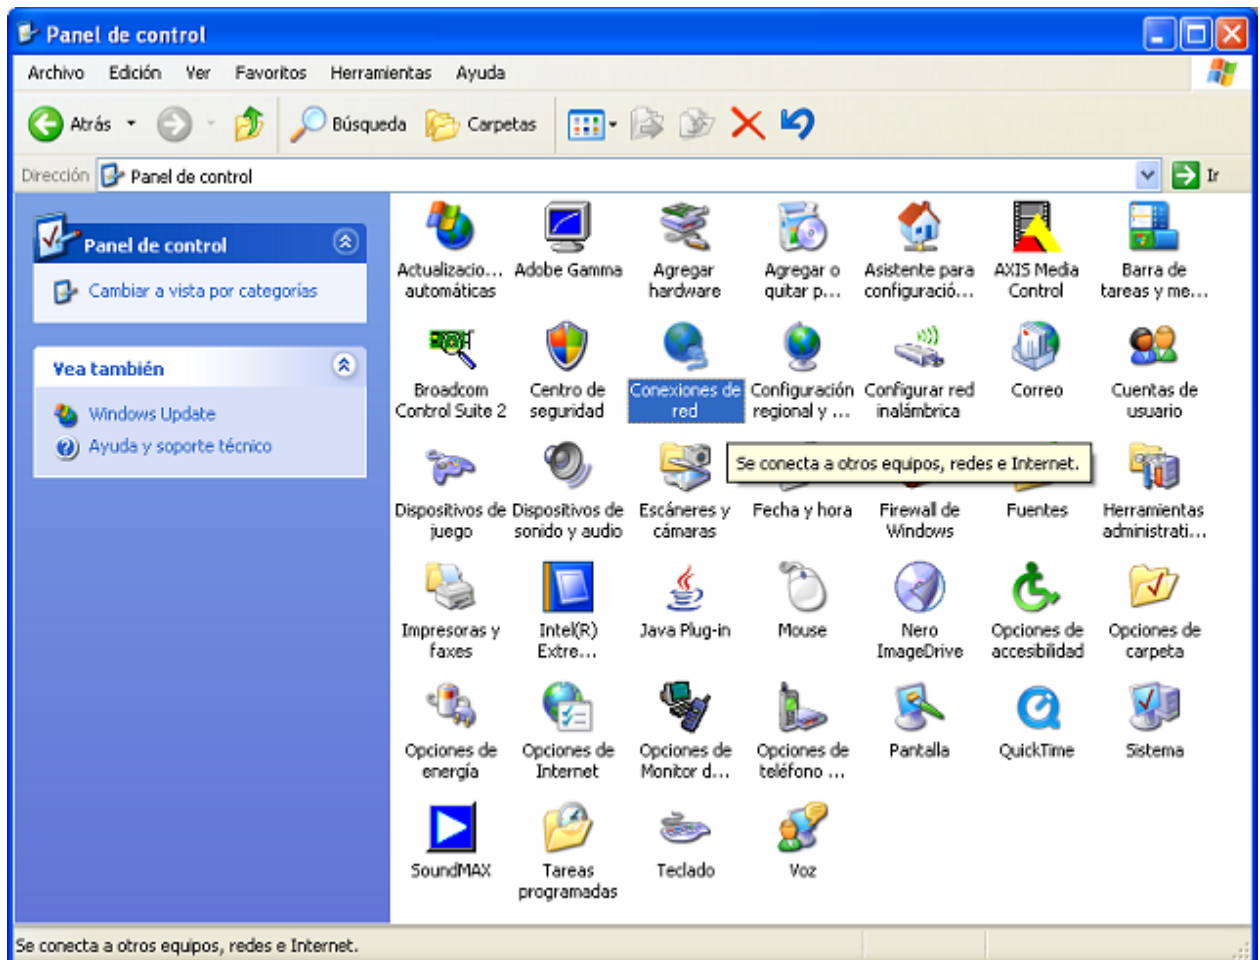 Panel de control
Archivo Edición Ver Favoritos Herramientas Ayuda
Atrás Búsqueda Carpetas
Dirección Panel de control Ir
Panel de control
Cambiar a vista por categorías
Vea también
Windows Update
Ayuda y soporte técnico
Actualizacio... Adobe Gamma Agregar Agregar o Asistente para AXIS Media Barra de
automáticas hardware quitar p... configuració... Control tareas y me...
Broadcom Centro de Conexiones de Configuración Configurar red Correo Cuentas de
Control Suite 2 seguridad red regional y ... inalámbrica usuario
Se conecta a otros equipos, redes e Internet.
Dispositivos de Dispositivos de Escáneres y Fecha y hora Firewall de Fuentes Herramientas
juego sonido y audio cámaras Windows administrati...
Impresoras y Intel(R) Java Plug-in Mouse Nero Opciones de Opciones de
faxes Extre... ImageDrive accesibilidad carpeta
Opciones de Opciones de Opciones de Opciones de Pantalla QuickTime Sistema
energía Internet Monitor d... teléfono ...
SoundMAX Tareas Teclado Voz
programadas
Se conecta a otros equipos, redes e Internet.